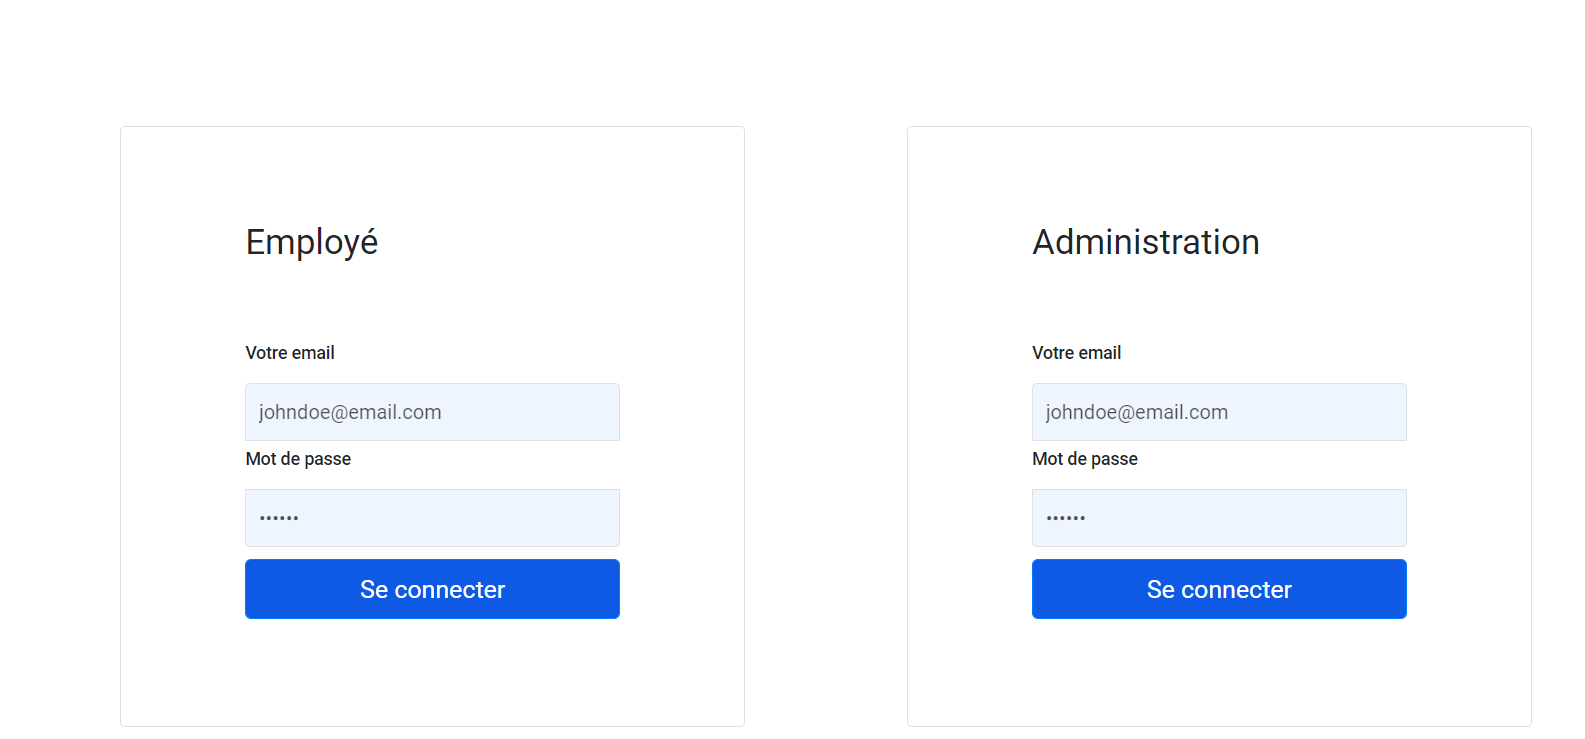 Employé
Votre email
johndoe@email.com
Mot de passe
••••••
Se connecter
Administration
Votre email
johndoe@email.com
Mot de passe
••••••
Se connecter